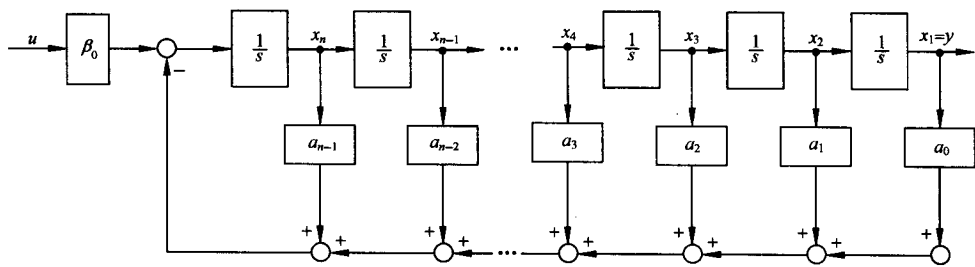 u β₀ − 1/s xₙ 1/s xₙ₋₁ ... x₄ 1/s x₃ 1/s x₂ 1/s x₁=y
aₙ₋₁ aₙ₋₂ a₃ a₂ a₁ a₀
+ + + + ... + + + + + + +